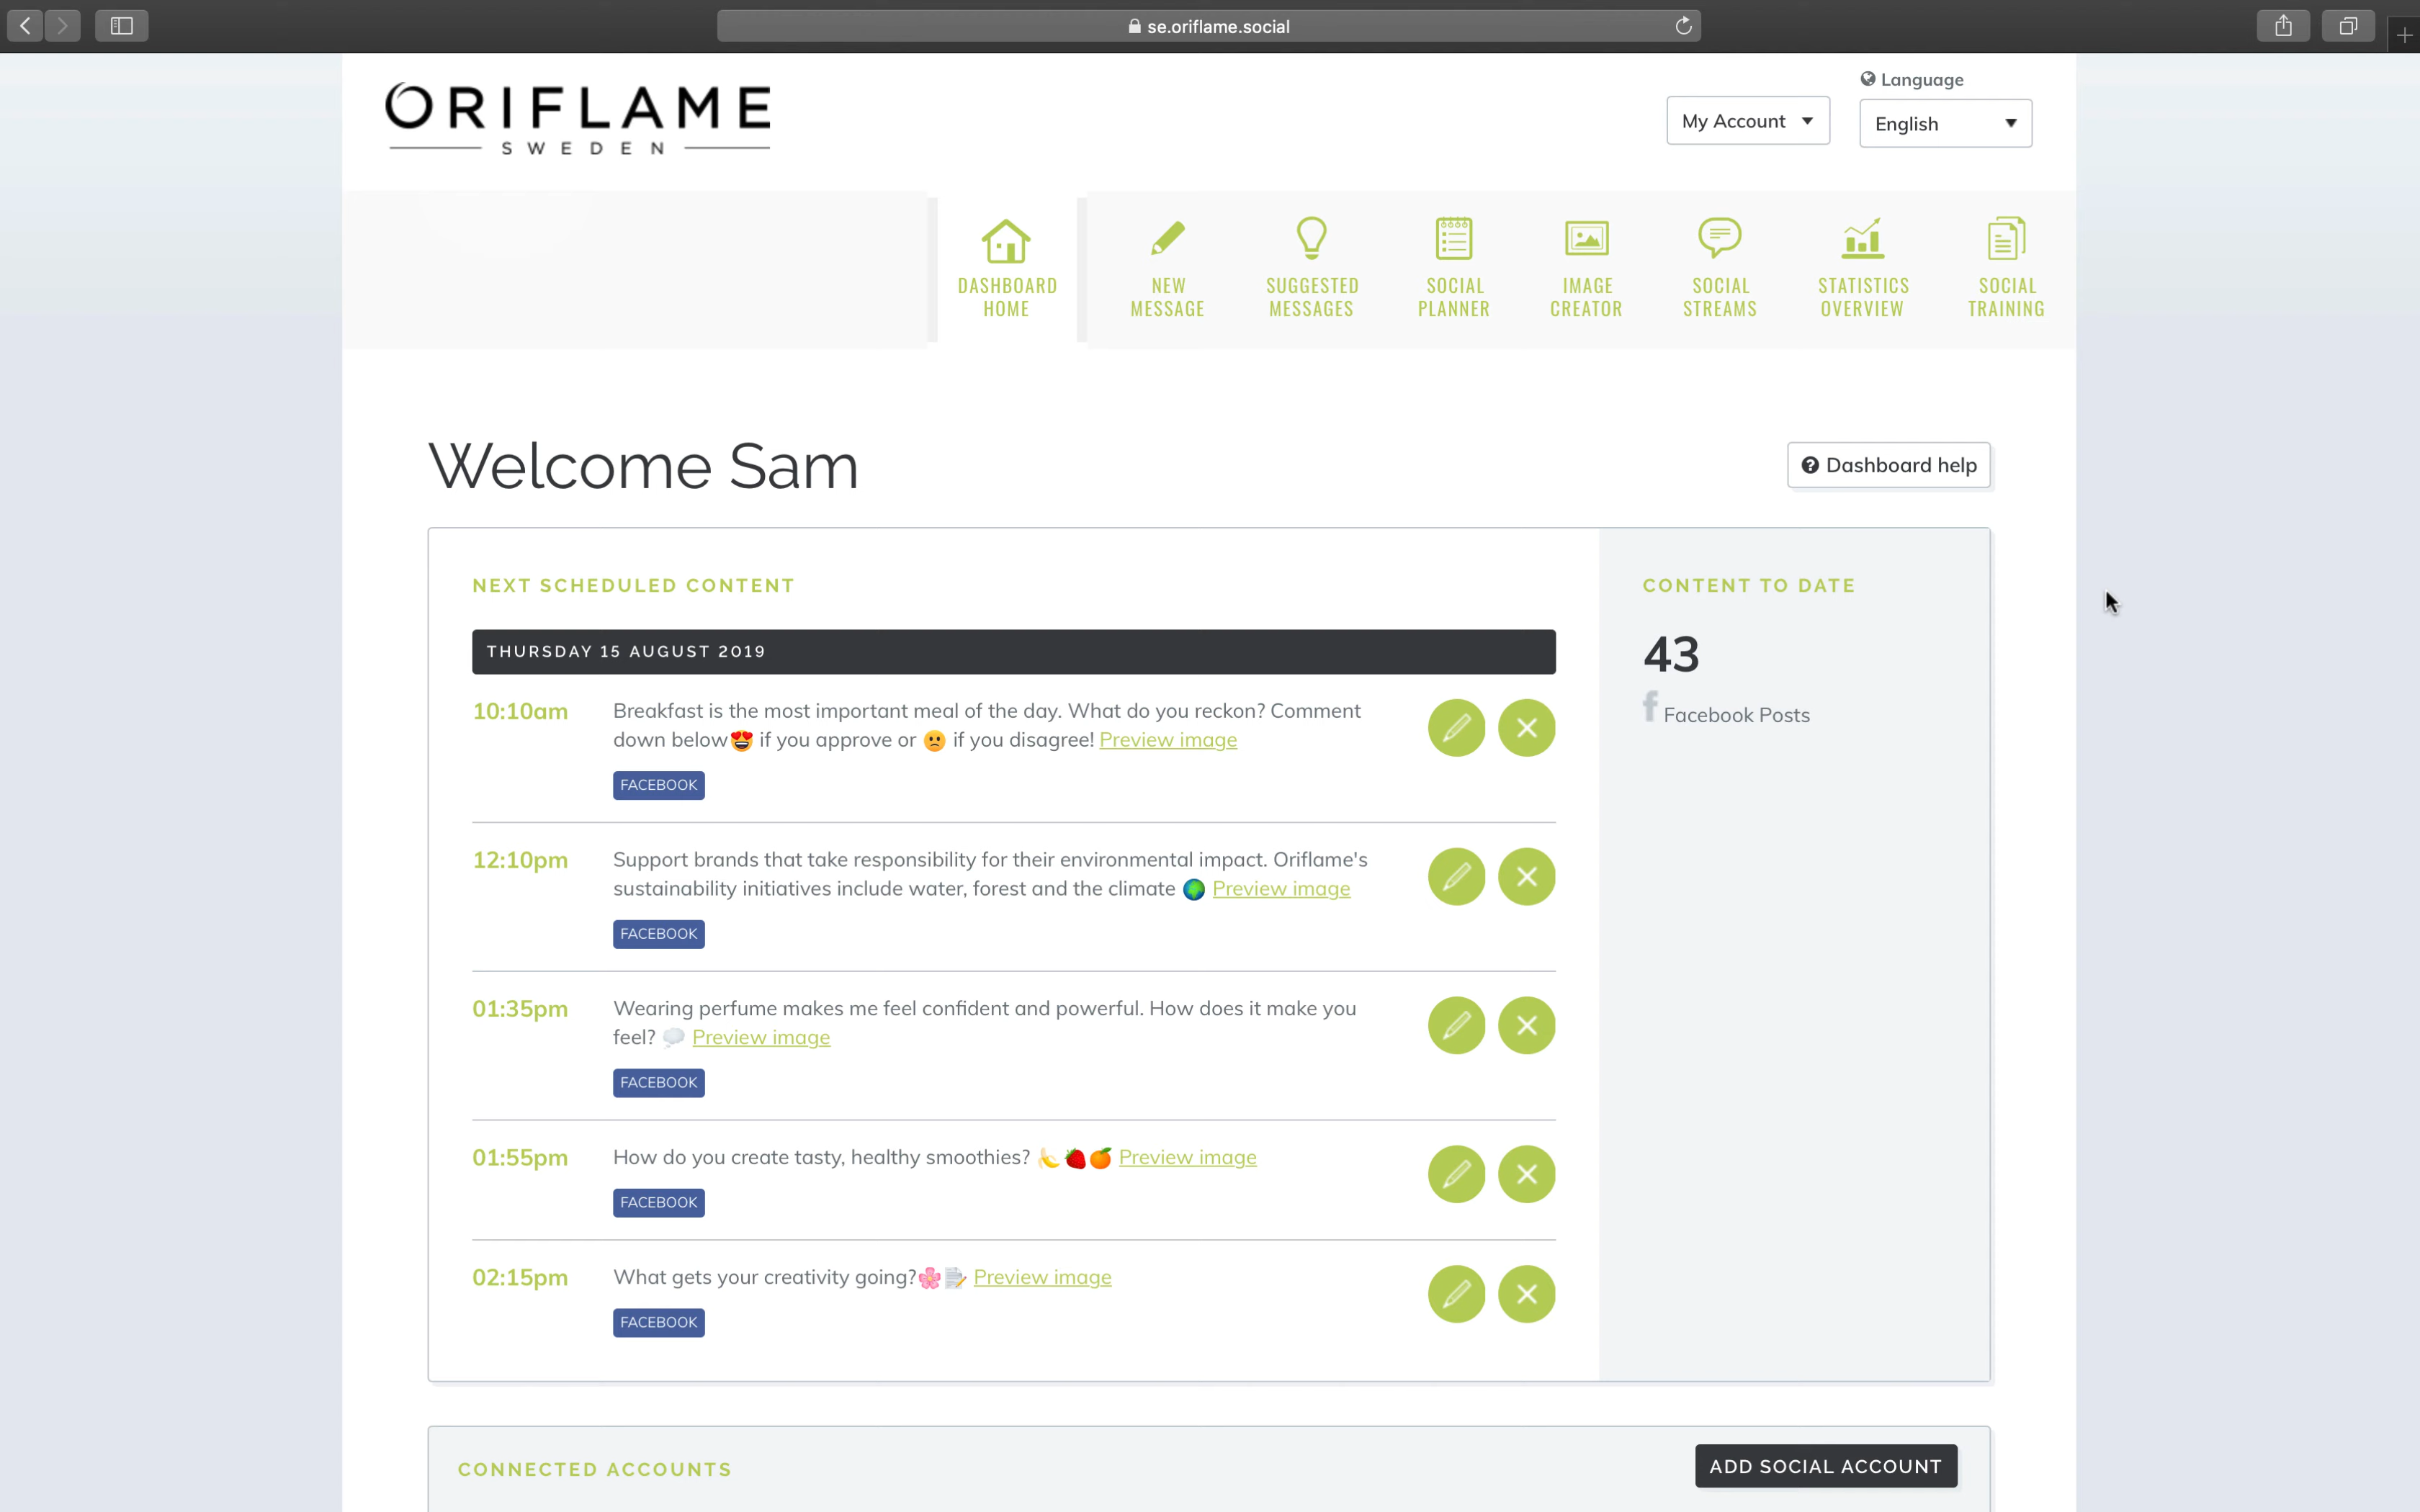 se.oriflame.social
Language
ORIFLAME
SWEDEN
My Account
English
DASHBOARD
HOME
NEW
MESSAGE
SUGGESTED
MESSAGES
SOCIAL
PLANNER
IMAGE
CREATOR
SOCIAL
STREAMS
STATISTICS
OVERVIEW
SOCIAL
TRAINING
Welcome Sam
Dashboard help
NEXT SCHEDULED CONTENT
THURSDAY 15 AUGUST 2019
10:10am
Breakfast is the most important meal of the day. What do you reckon? Comment
down below😍 if you approve or 🙁 if you disagree! Preview image
FACEBOOK
12:10pm
Support brands that take responsibility for their environmental impact. Oriflame's
sustainability initiatives include water, forest and the climate 🌍 Preview image
FACEBOOK
01:35pm
Wearing perfume makes me feel confident and powerful. How does it make you
feel? 💭 Preview image
FACEBOOK
01:55pm
How do you create tasty, healthy smoothies? 🍌🍓🍊 Preview image
FACEBOOK
02:15pm
What gets your creativity going?🌸📝 Preview image
FACEBOOK
CONTENT TO DATE
43
Facebook Posts
CONNECTED ACCOUNTS
ADD SOCIAL ACCOUNT